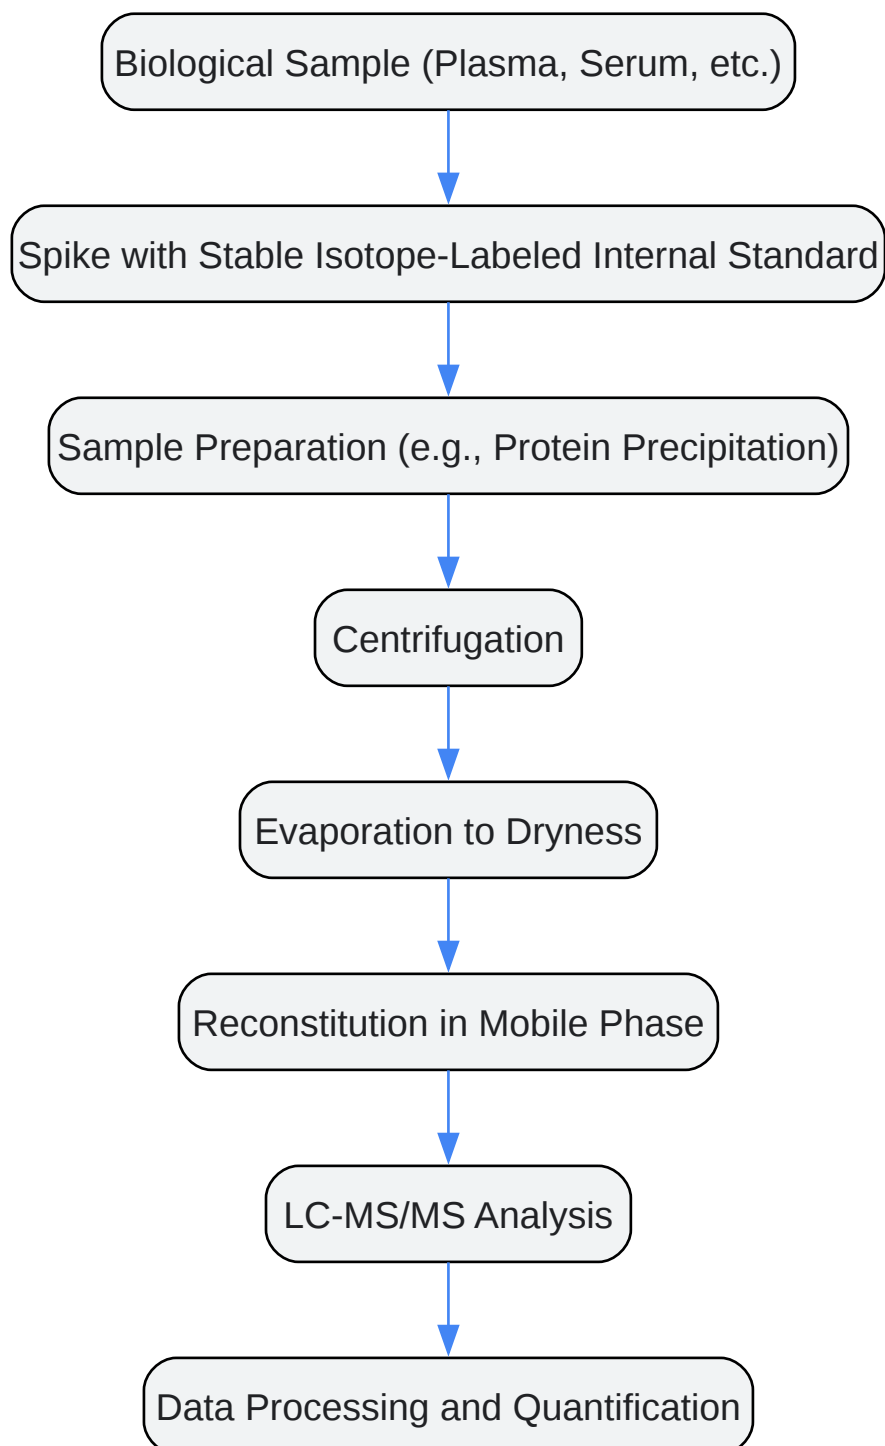 Biological Sample (Plasma, Serum, etc.)
Spike with Stable Isotope-Labeled Internal Standard
Sample Preparation (e.g., Protein Precipitation)
Centrifugation
Evaporation to Dryness
Reconstitution in Mobile Phase
LC-MS/MS Analysis
Data Processing and Quantification